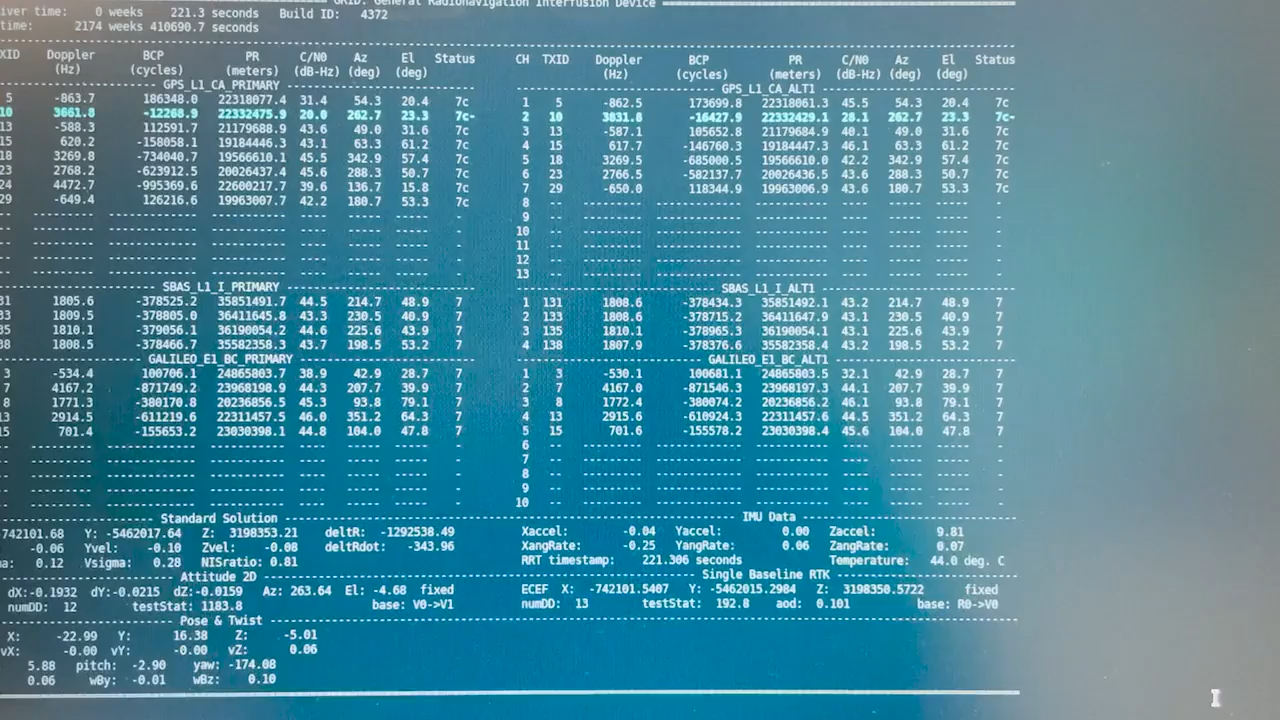 GRID: General Radionavigation Interfusion Device
iver time: 0 weeks 221.3 seconds Build ID: 4372
time: 2174 weeks 410690.7 seconds
XID Doppler BCP PR C/N0 Az El Status CH TXID Doppler BCP PR C/N0 Az El Status
(Hz) (cycles) (meters) (dB-Hz) (deg) (deg) (Hz) (cycles) (meters) (dB-Hz) (deg) (deg)
GPS_L1_CA_PRIMARY GPS_L1_CA_ALT1
5 -863.7 186348.0 22318077.4 31.4 54.3 20.4 7c 1 5 -862.5 173699.8 22318061.3 45.5 54.3 20.4 7c
10 3661.8 -12268.9 22332475.9 20.0 262.7 23.3 7c- 2 10 3831.8 -16427.9 22332429.1 28.1 262.7 23.3 7c-
13 -588.3 112591.7 21179688.9 43.6 49.0 31.6 7c 3 13 -587.1 105652.8 21179684.9 40.1 49.0 31.6 7c
15 620.2 -158058.1 19184446.3 43.1 63.3 61.2 7c 4 15 617.7 -146760.3 19184447.3 46.1 63.3 61.2 7c
18 3269.8 -734040.7 19566610.1 45.5 342.9 57.4 7c 5 18 3269.5 -685000.5 19566610.0 42.2 342.9 57.4 7c
23 2768.2 -623912.5 20026437.4 45.6 288.3 50.7 7c 6 23 2766.5 -582137.7 20026436.5 43.6 288.3 50.7 7c
24 4472.7 -995369.6 22600217.7 39.6 136.7 15.8 7c 7 29 -650.0 118344.9 19963006.9 43.6 180.7 53.3 7c
29 -649.4 126216.6 19963007.7 42.2 180.7 53.3 7c 8
9
10
11
12
13
SBAS_L1_I_PRIMARY SBAS_L1_I_ALT1
31 1805.6 -378525.2 35851491.7 44.5 214.7 48.9 7 1 131 1808.6 -378434.3 35851492.1 43.2 214.7 48.9 7
33 1809.5 -378805.0 36411645.8 43.3 230.5 40.9 7 2 133 1808.6 -378715.2 36411647.9 43.1 230.5 40.9 7
35 1810.1 -379056.1 36190054.2 44.6 225.6 43.9 7 3 135 1810.1 -378965.3 36190054.1 43.1 225.6 43.9 7
38 1808.5 -378466.7 35582358.3 43.7 198.5 53.2 7 4 138 1807.9 -378376.6 35582358.4 43.2 198.5 53.2 7
GALILEO_E1_BC_PRIMARY GALILEO_E1_BC_ALT1
3 -534.4 100706.1 24865803.7 38.9 42.9 28.7 7 1 3 -530.1 100681.1 24865803.5 32.1 42.9 28.7 7
7 4167.2 -871749.2 23968198.9 44.3 207.7 39.9 7 2 7 4167.0 -871546.3 23968197.3 44.1 207.7 39.9 7
8 1771.3 -380170.8 20236856.5 45.3 93.8 79.1 7 3 8 1772.4 -380074.2 20236856.2 46.1 93.8 79.1 7
13 2914.5 -611219.6 22311457.5 46.0 351.2 64.3 7 4 13 2915.6 -610924.3 22311457.6 44.5 351.2 64.3 7
15 701.4 -155653.2 23030398.1 44.8 104.0 47.8 7 5 15 701.6 -155578.2 23030398.4 45.6 104.0 47.8 7
6
7
8
9
10
Standard Solution IMU Data
742101.68 Y: -5462017.64 Z: 3198353.21 deltR: -1292538.49 Xaccel: -0.04 Yaccel: 0.00 Zaccel: 9.81
-0.06 Yvel: -0.10 Zvel: -0.08 deltRdot: -343.96 XangRate: -0.25 YangRate: 0.06 ZangRate: 0.07
a: 0.12 Vsigma: 0.28 NISratio: 0.81 RRT timestamp: 221.306 seconds Temperature: 44.0 deg. C
Attitude 2D Single Baseline RTK
dX:-0.1932 dY:-0.0215 dZ:-0.0159 Az: 263.64 El: -4.68 fixed ECEF X: -742101.5407 Y: -5462015.2984 Z: 3198350.5722 fixed
numDD: 12 testStat: 1183.8 base: V0->V1 numDD: 13 testStat: 192.8 aod: 0.101 base: R0->V0
Pose & Twist
X: -22.99 Y: 16.38 Z: -5.01
vX: -0.00 vY: -0.00 vZ: 0.06
5.88 pitch: -2.90 yaw: -174.08
0.06 wBy: -0.01 wBz: 0.10